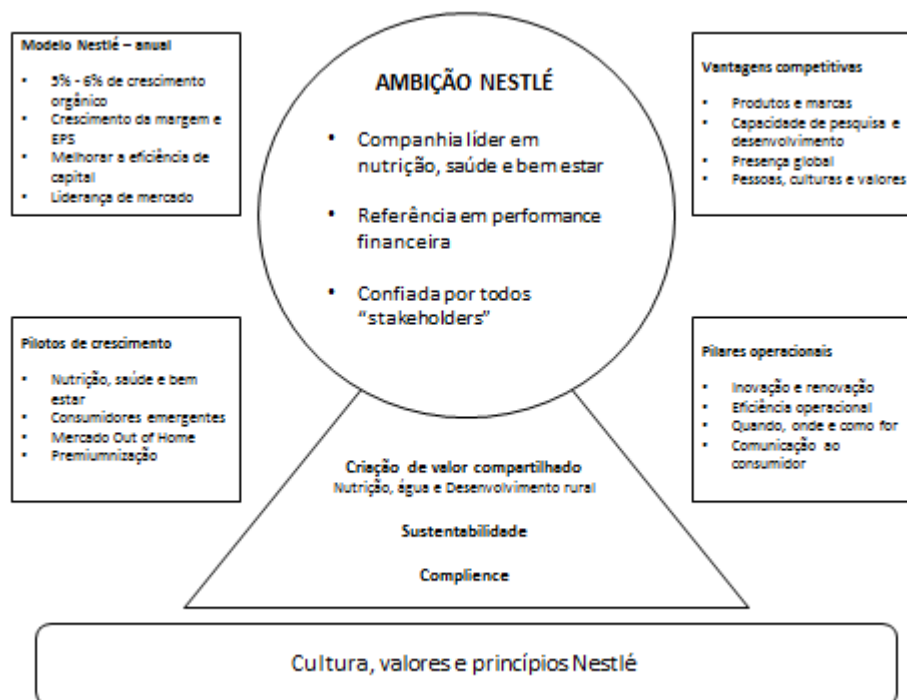 Modelo Nestlé – anual
• 5% - 6% de crescimento
orgânico
• Crescimento da margem e
EPS
• Melhorar a eficiência de
capital
• Liderança de mercado
AMBIÇÃO NESTLÉ
• Companhia líder em
nutrição, saúde e bem estar
• Referência em performance
financeira
• Confiada por todos
“stakeholders”
Vantagens competitivas
• Produtos e marcas
• Capacidade de pesquisa e
desenvolvimento
• Presença global
• Pessoas, culturas e valores
Pilotos de crescimento
• Nutrição, saúde e bem
estar
• Consumidores emergentes
• Mercado Out of Home
• Premiumnização
Pilares operacionais
• Inovação e renovação
• Eficiência operacional
• Quando, onde e como for
• Comunicação ao
consumidor
Criação de valor compartilhado
Nutrição, água e Desenvolvimento rural
Sustentabilidade
Complience
Cultura, valores e princípios Nestlé